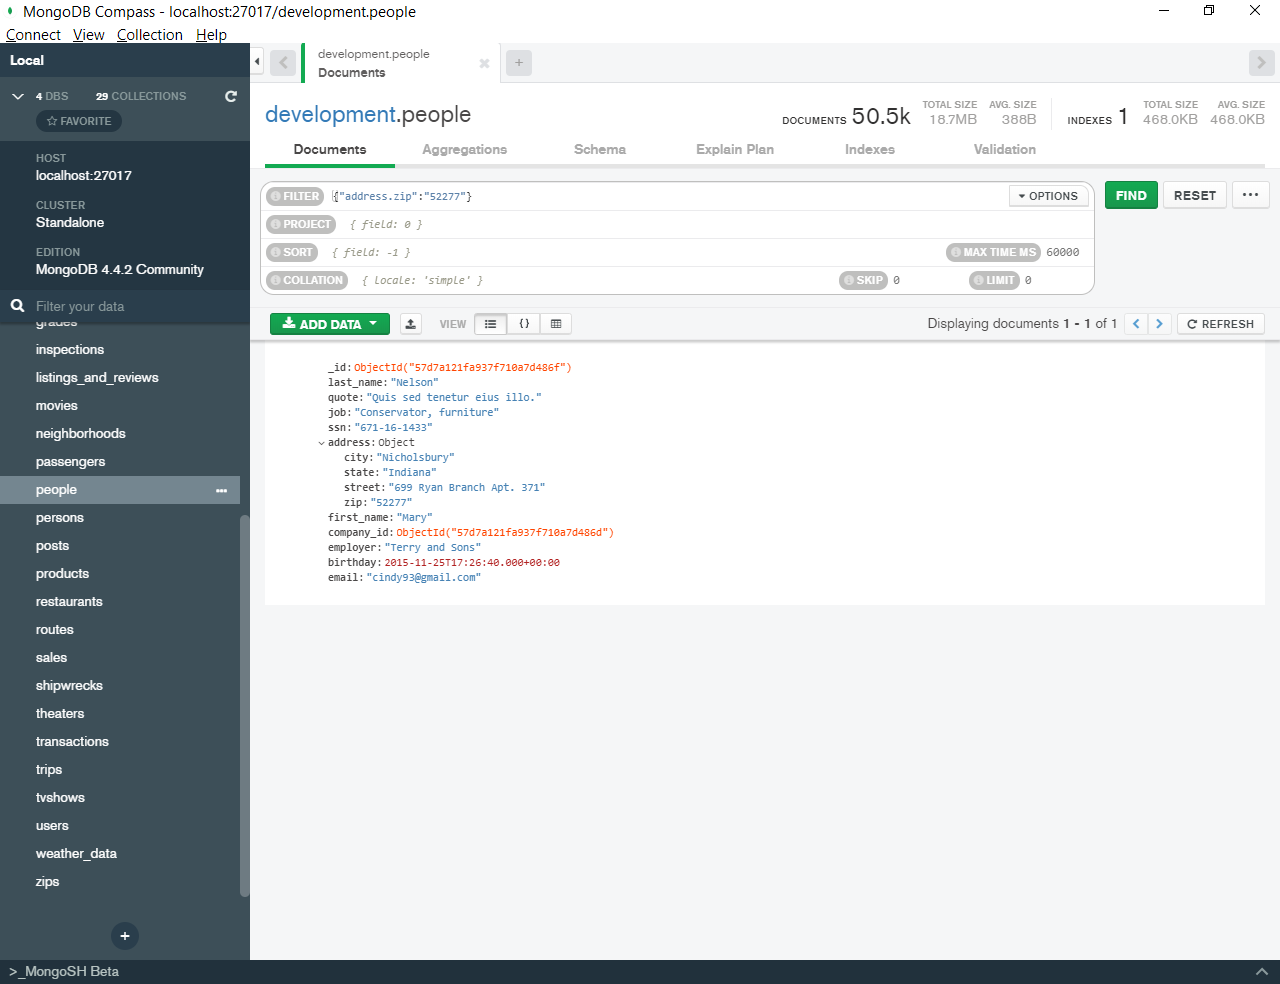 MongoDB Compass - localhost:27017/development.people
Connect View Collection Help
Local
4 DBS 29 COLLECTIONS
FAVORITE
HOST
localhost:27017
CLUSTER
Standalone
EDITION
MongoDB 4.4.2 Community
Filter your data
grades
inspections
listings_and_reviews
movies
neighborhoods
passengers
people
persons
posts
products
restaurants
routes
sales
shipwrecks
theaters
transactions
trips
tvshows
users
weather_data
zips
development.people
Documents
development.people
DOCUMENTS 50.5k TOTAL SIZE 18.7MB AVG. SIZE 388B INDEXES 1 TOTAL SIZE 468.0KB AVG. SIZE 468.0KB
Documents Aggregations Schema Explain Plan Indexes Validation
FILTER {"address.zip":"52277"} OPTIONS FIND RESET
PROJECT { field: 0 }
SORT { field: -1 } MAX TIME MS 60000
COLLATION { locale: 'simple' } SKIP 0 LIMIT 0
ADD DATA VIEW {} Displaying documents 1 - 1 of 1 < > REFRESH
_id: ObjectId("57d7a121fa937f710a7d486f")
last_name: "Nelson"
quote: "Quis sed tenetur eius illo."
job: "Conservator, furniture"
ssn: "671-16-1433"
address: Object
city: "Nicholsbury"
state: "Indiana"
street: "699 Ryan Branch Apt. 371"
zip: "52277"
first_name: "Mary"
company_id: ObjectId("57d7a121fa937f710a7d486d")
employer: "Terry and Sons"
birthday: 2015-11-25T17:26:40.000+00:00
email: "cindy93@gmail.com"
>_MongoSH Beta